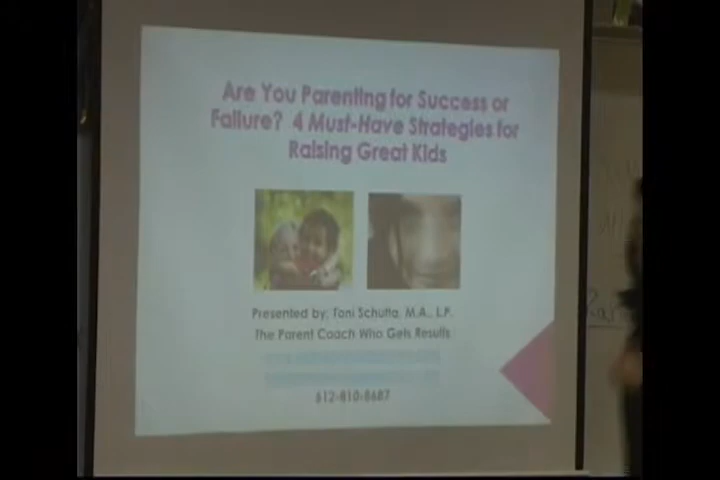 Are You Parenting for Success or
Failure? 4 Must-Have Strategies for
Raising Great Kids
Presented by: Toni Schutta, M.A., L.P.
The Parent Coach Who Gets Results
612-810-8687